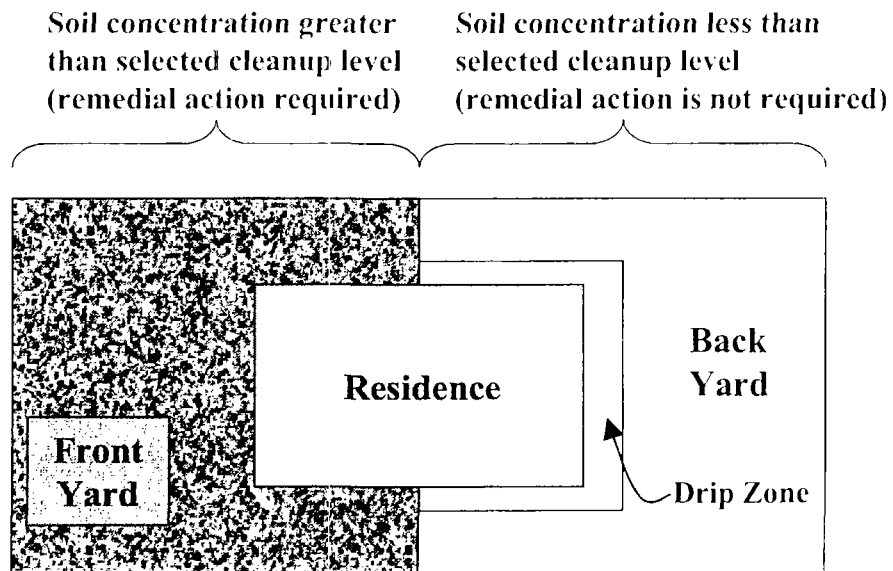 Soil concentration greater
than selected cleanup level
(remedial action required)
Soil concentration less than
selected cleanup level
(remedial action is not required)
Residence
Back
Yard
Front
Yard
Drip Zone